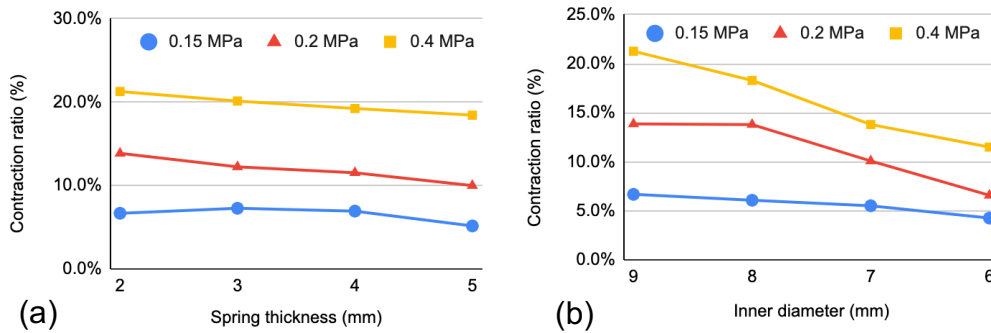 30.0%
0.15 MPa 0.2 MPa 0.4 MPa
20.0%
10.0%
0.0%
2 3 4 5
Contraction ratio (%)
Spring thickness (mm)
(a)
25.0%
0.15 MPa 0.2 MPa 0.4 MPa
20.0%
15.0%
10.0%
5.0%
0.0%
9 8 7 6
Contraction ratio (%)
Inner diameter (mm)
(b)